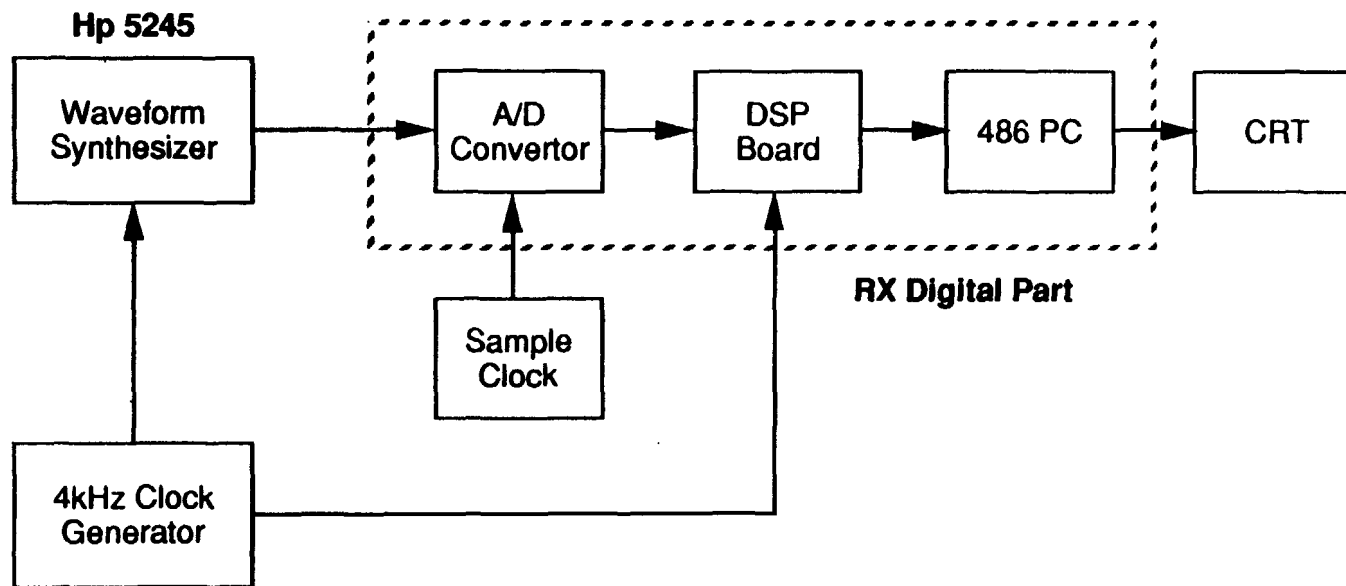 Hp 5245
Waveform
Synthesizer
A/D
Convertor
DSP
Board
486 PC
CRT
RX Digital Part
Sample
Clock
4kHz Clock
Generator